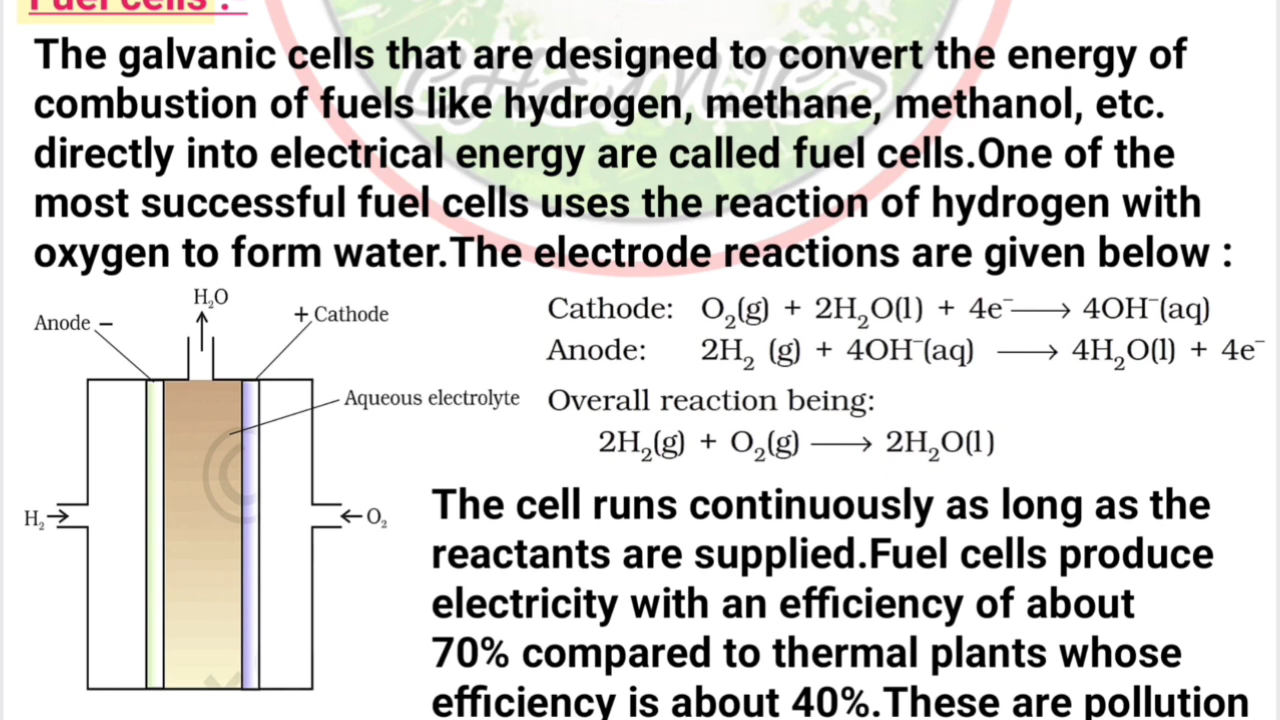 Fuel cells :-
The galvanic cells that are designed to convert the energy of
combustion of fuels like hydrogen, methane, methanol, etc.
directly into electrical energy are called fuel cells.One of the
most successful fuel cells uses the reaction of hydrogen with
oxygen to form water.The electrode reactions are given below :
H₂O
Anode −
+ Cathode
Aqueous electrolyte
H₂→
←O₂
Cathode: O₂(g) + 2H₂O(l) + 4e⁻ ⟶ 4OH⁻(aq)
Anode: 2H₂ (g) + 4OH⁻(aq) ⟶ 4H₂O(l) + 4e⁻
Overall reaction being:
2H₂(g) + O₂(g) ⟶ 2H₂O(l)
The cell runs continuously as long as the
reactants are supplied.Fuel cells produce
electricity with an efficiency of about
70% compared to thermal plants whose
efficiency is about 40%.These are pollution